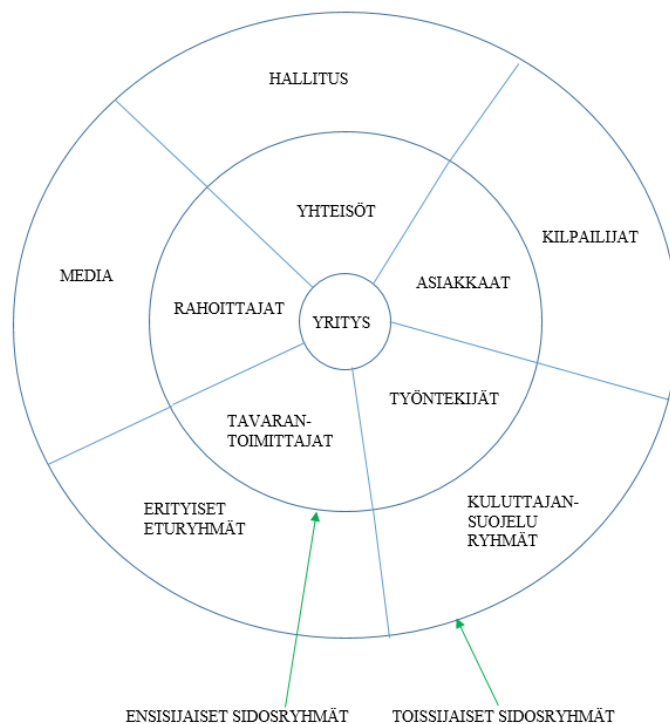 HALLITUS
YHTEISÖT
KILPAILIJAT
MEDIA
ASIAKKAAT
RAHOITTAJAT
YRITYS
TYÖNTEKIJÄT
TAVARAN-
TOIMITTAJAT
ERITYISET
ETURYHMÄT
KULUTTAJAN-
SUOJELU
RYHMÄT
ENSISIJAISET SIDOSRYHMÄT
TOISSIJAISET SIDOSRYHMÄT